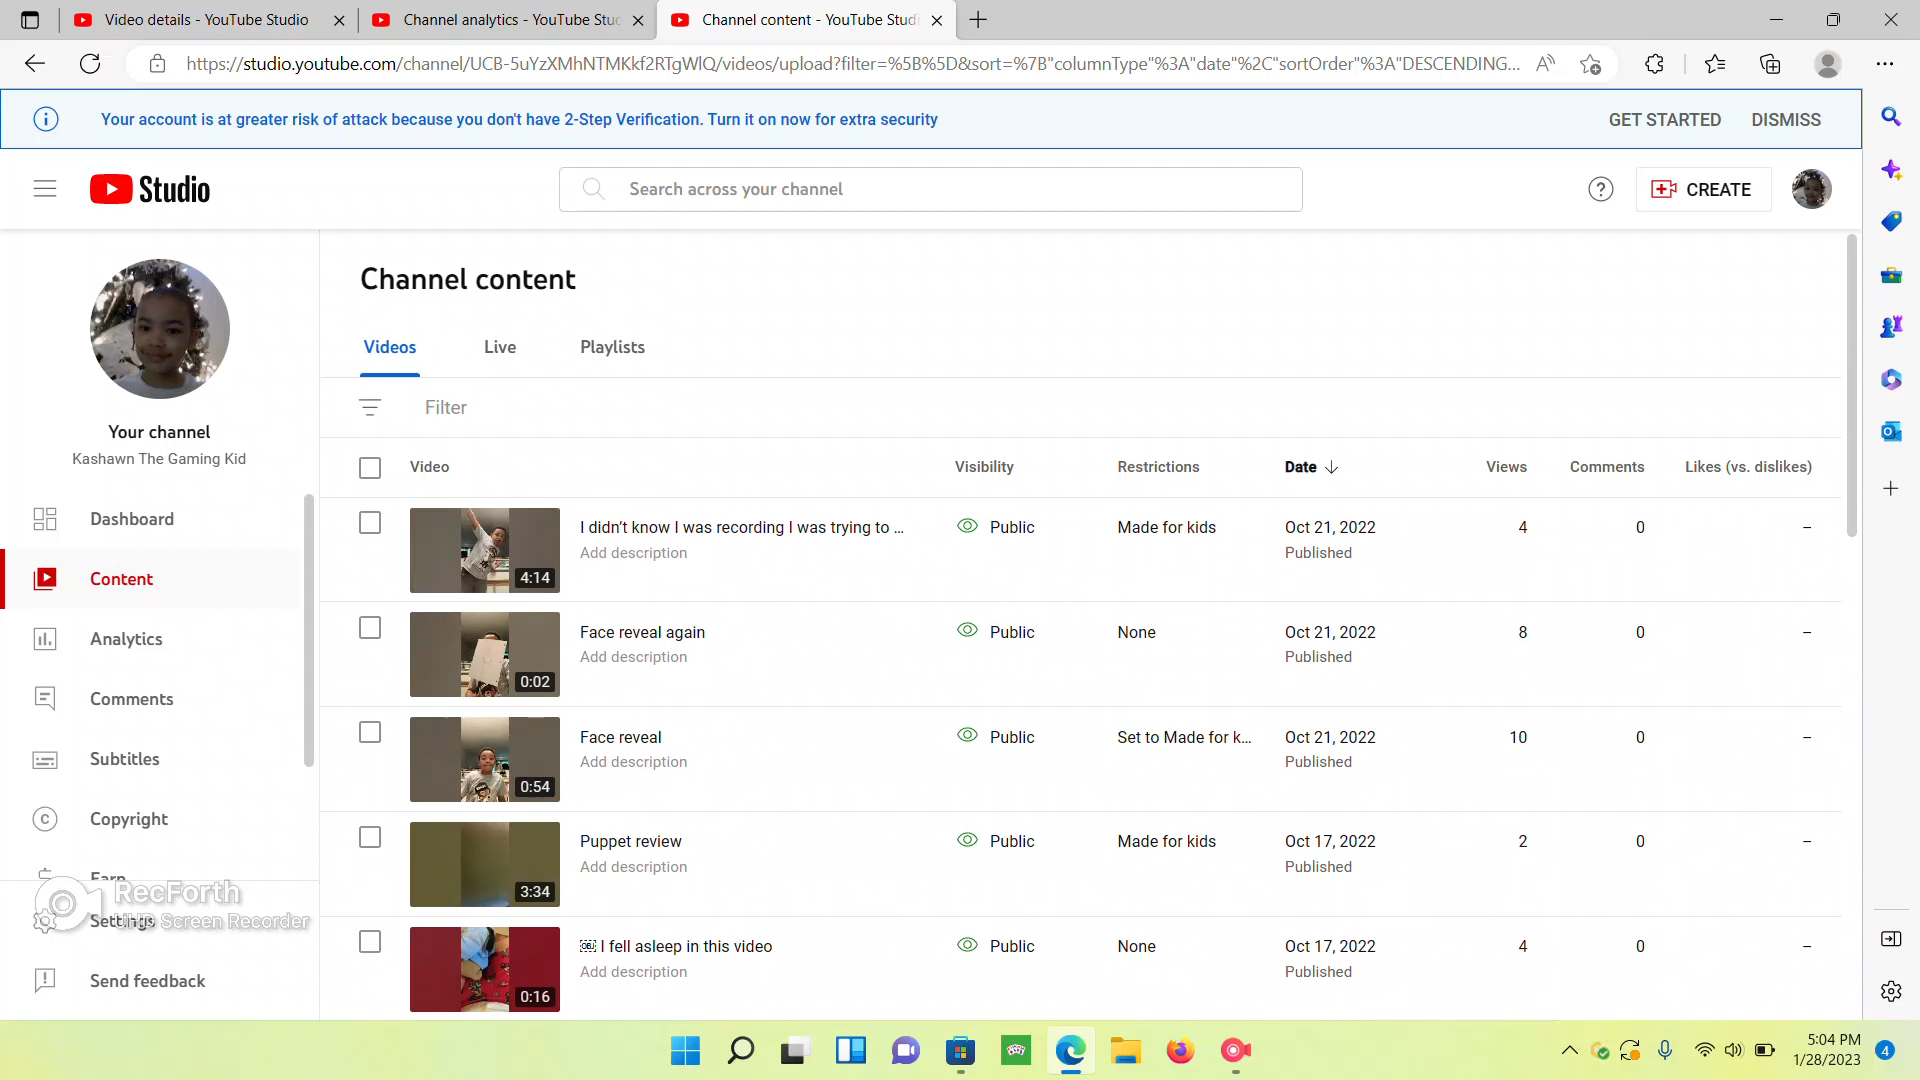 Video details - YouTube Studio
Channel analytics - YouTube Stu
Channel content - YouTube Stud
https://studio.youtube.com/channel/UCB-5uYzXMhNTMKkf2RTgWlQ/videos/upload?filter=%5B%5D&sort=%7B"columnType"%3A"date"%2C"sortOrder"%3A"DESCENDING...
Your account is at greater risk of attack because you don't have 2-Step Verification. Turn it on now for extra security
GET STARTED
DISMISS
Studio
Search across your channel
CREATE
Your channel
Kashawn The Gaming Kid
Dashboard
Content
Analytics
Comments
Subtitles
Copyright
Earn
Settings
Send feedback
RecForth
UHD Screen Recorder
Channel content
Videos Live Playlists
Filter
Video Visibility Restrictions Date Views Comments Likes (vs. dislikes)
4:14 I didn't know I was recording I was trying to ... Public Made for kids Oct 21, 2022 4 0 –
Add description Published
0:02 Face reveal again Public None Oct 21, 2022 8 0 –
Add description Published
0:54 Face reveal Public Set to Made for k... Oct 21, 2022 10 0 –
Add description Published
3:34 Puppet review Public Made for kids Oct 17, 2022 2 0 –
Add description Published
0:16 I fell asleep in this video Public None Oct 17, 2022 4 0 –
Add description Published
5:04 PM
1/28/2023
4